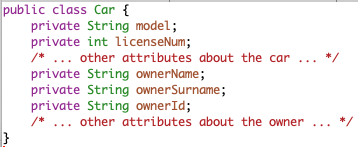 public class Car {
    private String model;
    private int licenseNum;
    /* ... other attributes about the car ... */
    private String ownerName;
    private String ownerSurname;
    private String ownerId;
    /* ... other attributes about the owner ... */
}